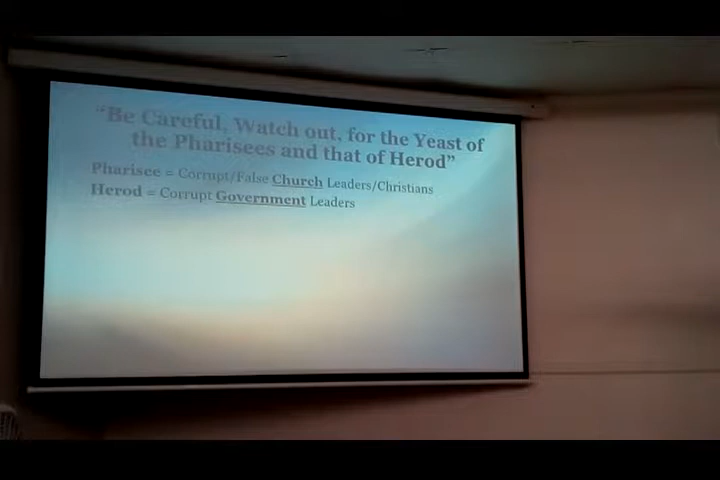 “Be Careful, Watch out, for the Yeast of
the Pharisees and that of Herod”
Pharisee = Corrupt/False Church Leaders/Christians
Herod = Corrupt Government Leaders